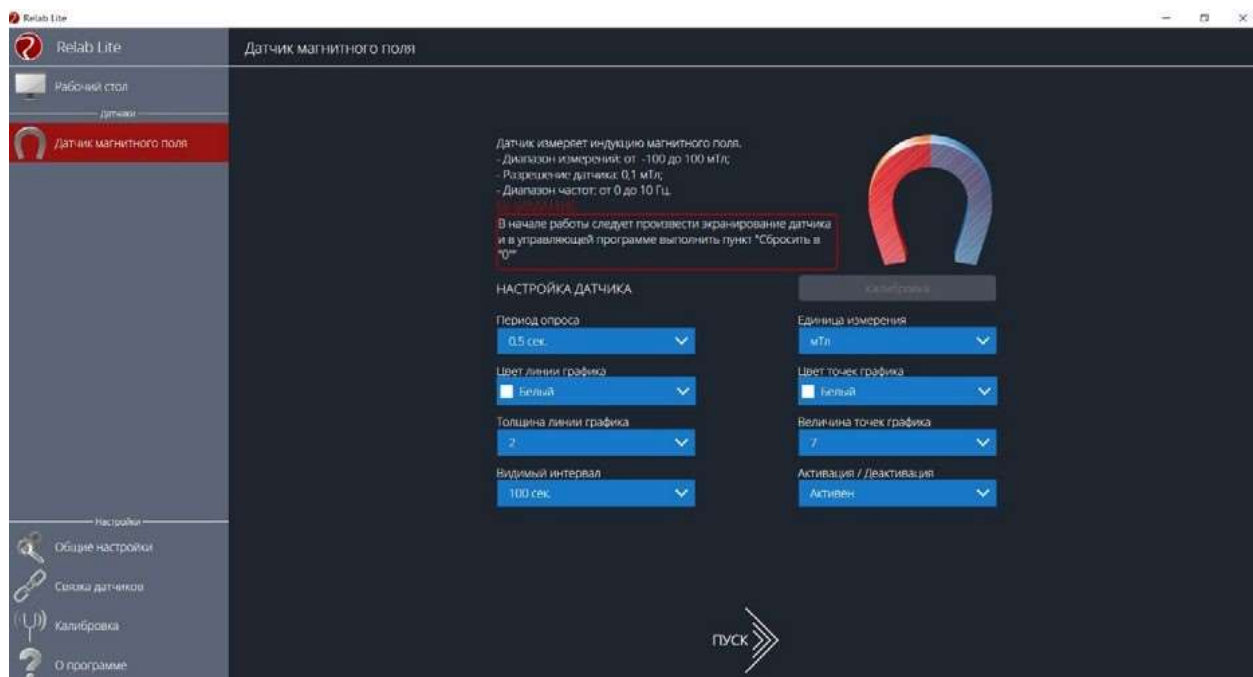 Relab Lite
Relab Lite
Датчик магнитного поля
Рабочий стол
Датчики
Датчик магнитного поля
Датчик измеряет индукцию магнитного поля.
- Диапазон измерений: от -100 до 100 мТл;
- Разрешение датчика: 0,1 мТл;
- Диапазон частот: от 0 до 10 Гц.
В начале работы следует произвести экранирование датчика
и в управляющей программе выполнить пункт "Сбросить в
"0""
НАСТРОЙКА ДАТЧИКА
Калибровка
Период опроса
Единица измерения
0.5 сек.
мТл
Цвет линии графика
Цвет точек графика
Белый
Белый
Толщина линии графика
Величина точек графика
2
7
Видимый интервал
Активация / Деактивация
100 сек.
Активен
Настройки
Общие настройки
Связка датчиков
Калибровка
О программе
ПУСК